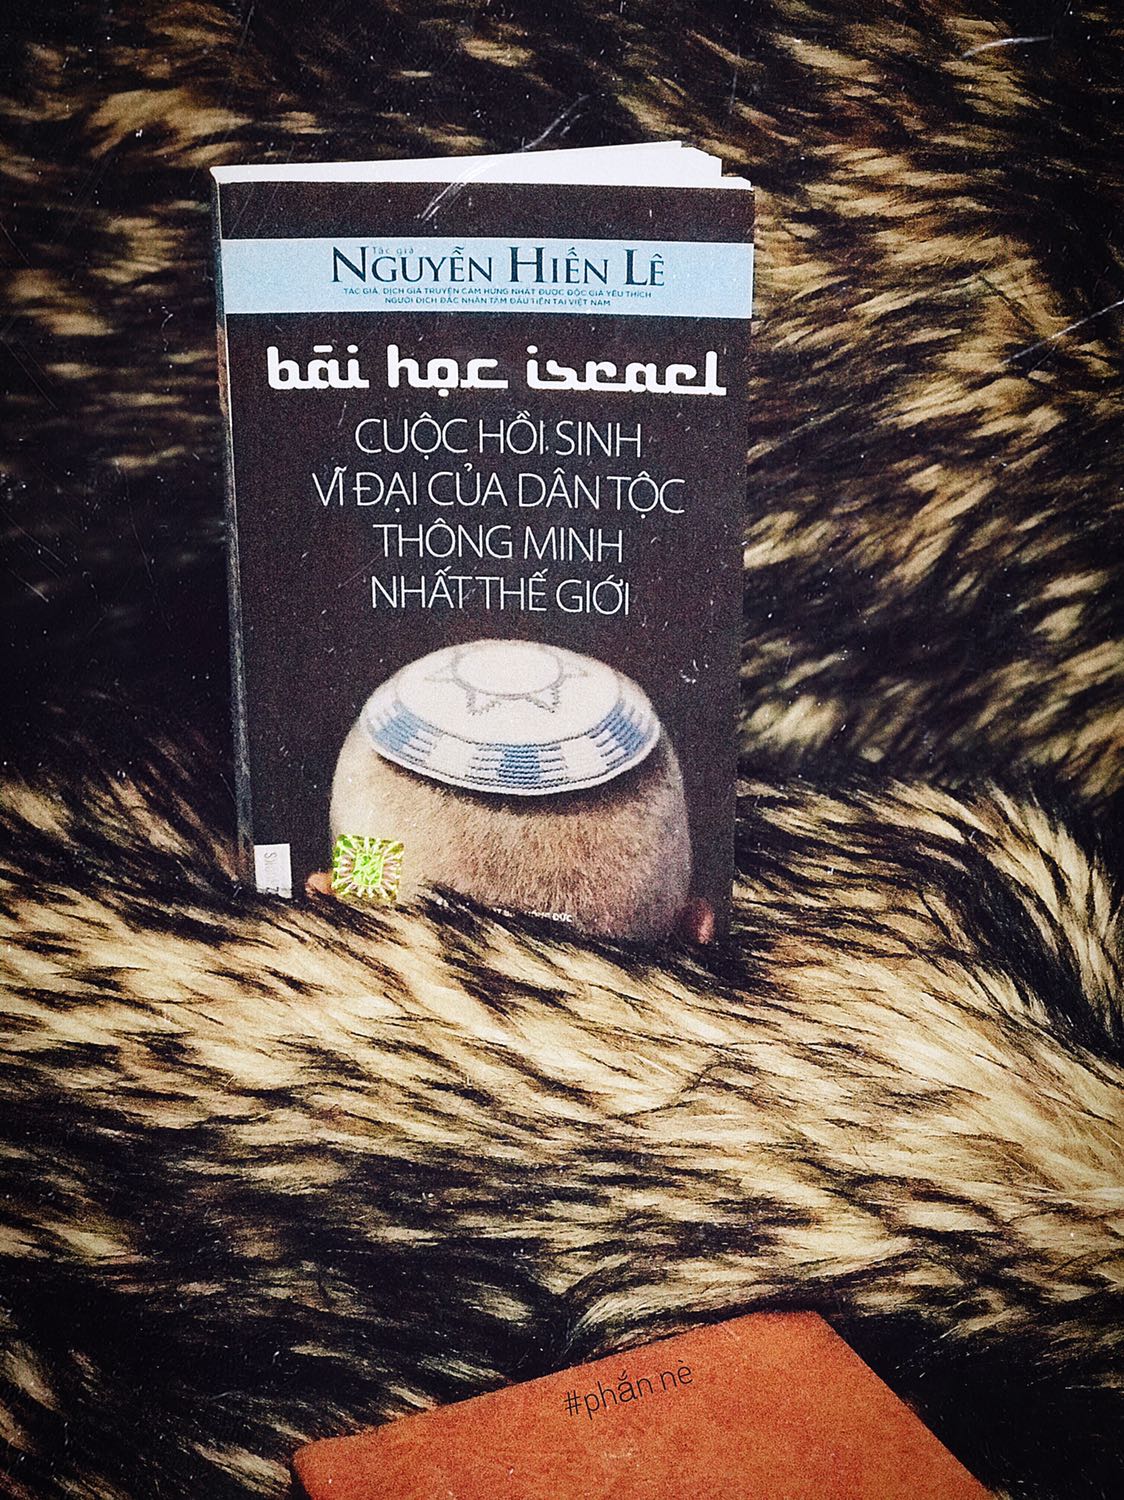 Tác giả
NGUYỄN HIẾN LÊ
TÁC GIẢ, DỊCH GIẢ TRUYỀN CẢM HỨNG NHẤT ĐƯỢC ĐỘC GIẢ YÊU THÍCH
NGƯỜI DỊCH ĐẮC NHÂN TÂM ĐẦU TIÊN TẠI VIỆT NAM
bài học israel
CUỘC HỒI SINH
VĨ ĐẠI CỦA DÂN TỘC
THÔNG MINH
NHẤT THẾ GIỚI
ĐỨC
#phắn nè